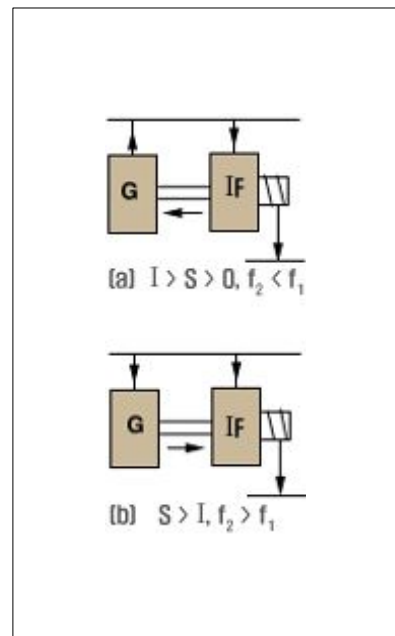 G IF
(a) I > S > 0, f₂ < f₁
G IF
(b) S > I, f₂ > f₁